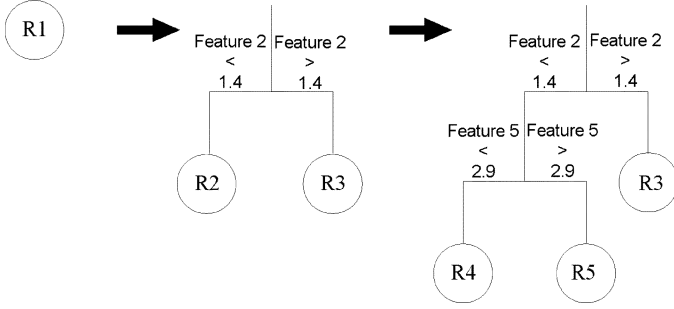 R1
Feature 2 Feature 2
< >
1.4 1.4
R2 R3
Feature 2 Feature 2
< >
1.4 1.4
Feature 5 Feature 5
< >
2.9 2.9
R3
R4 R5